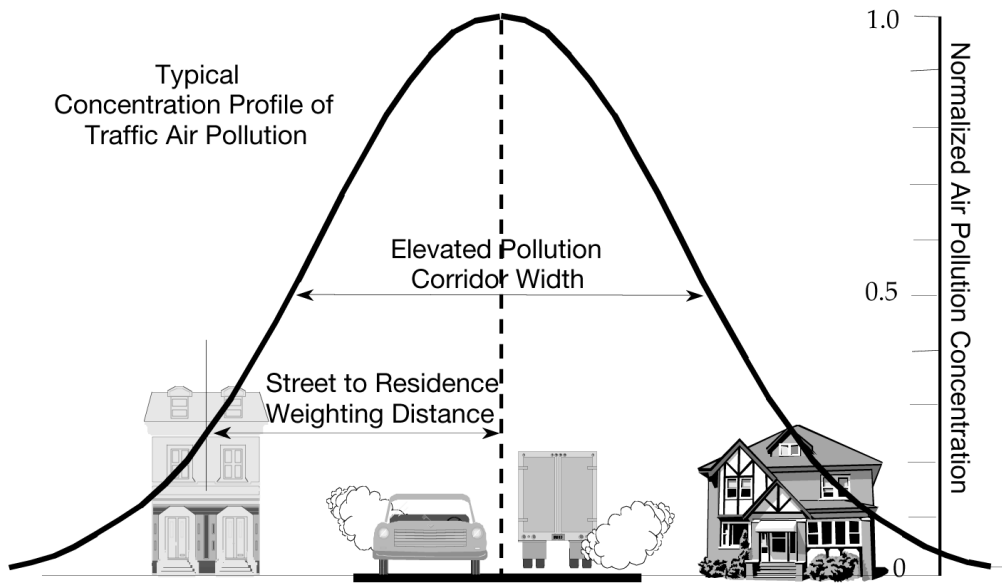 Typical
Concentration Profile of
Traffic Air Pollution
Elevated Pollution
Corridor Width
Street to Residence
Weighting Distance
1.0
0.5
0
Normalized Air Pollution Concentration